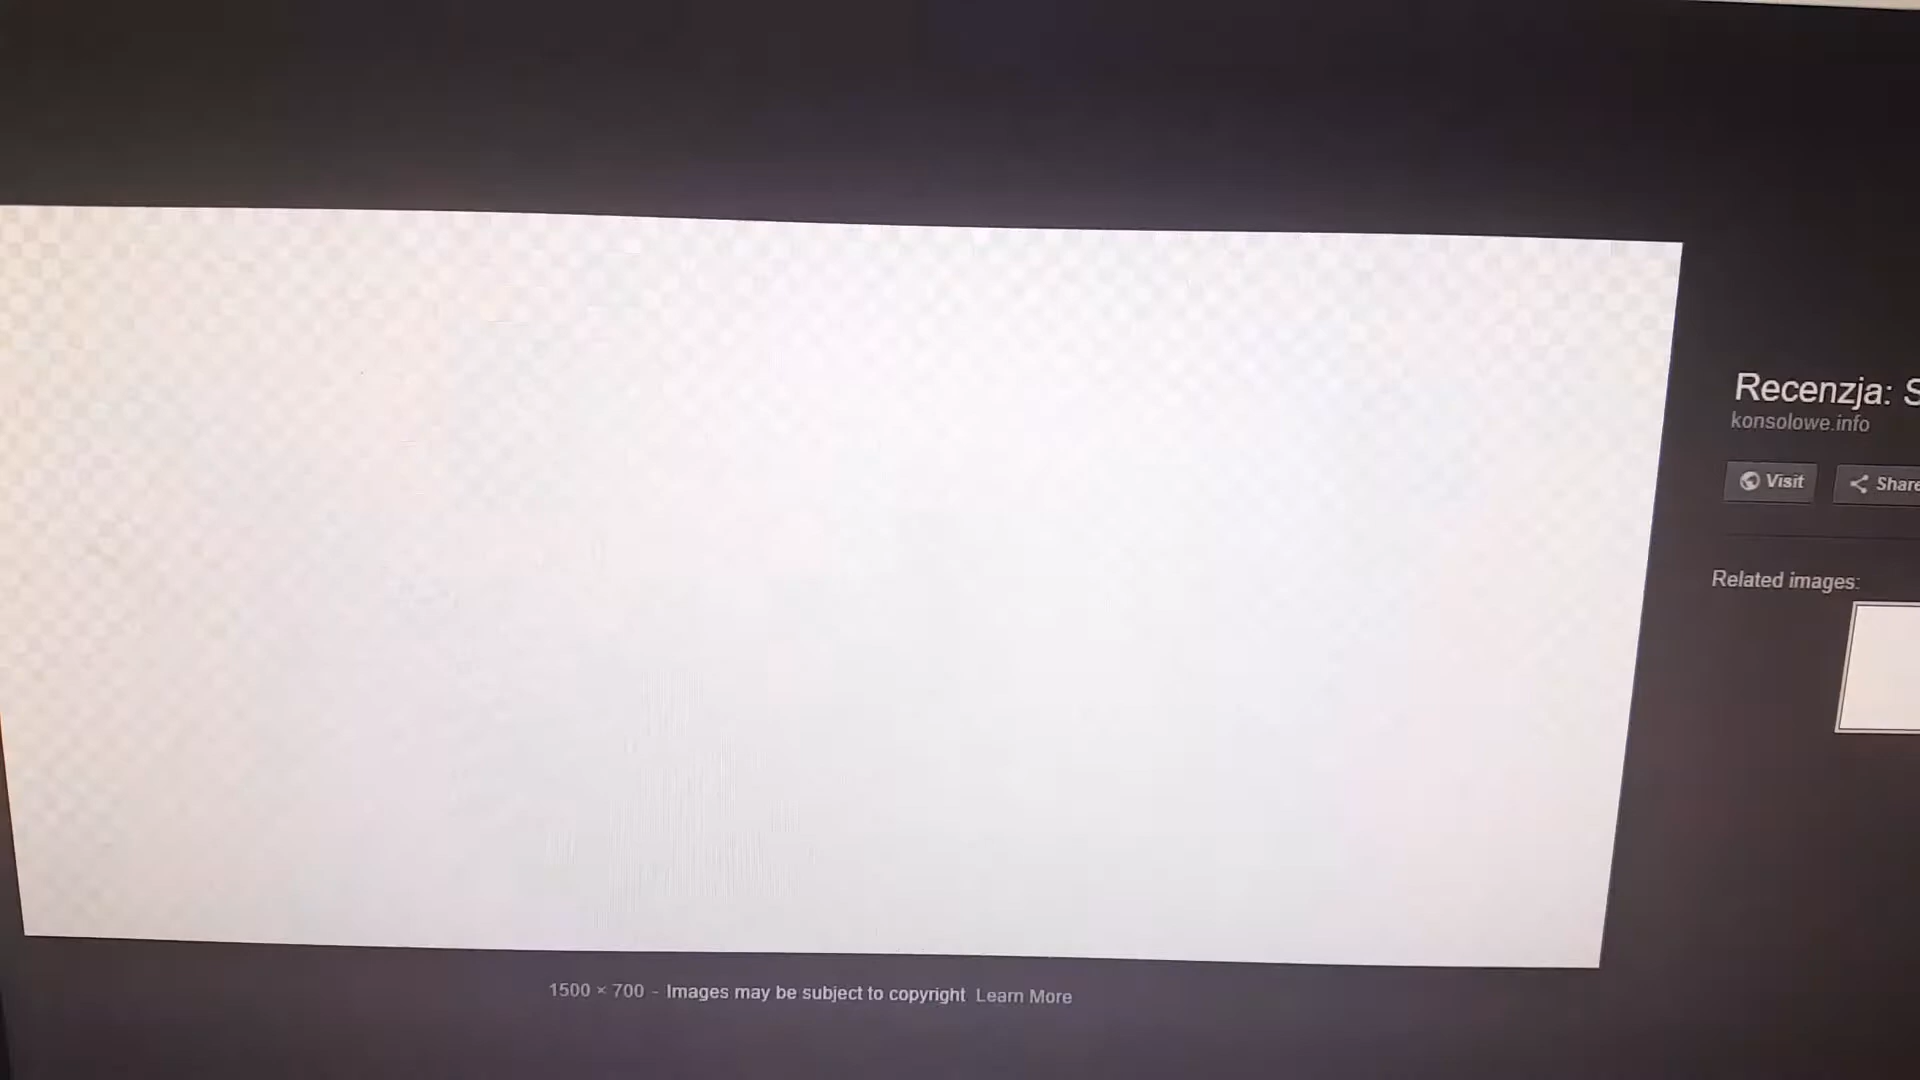 Recenzja:
konsolowe.info
Visit
Share
Related images:
1500 × 700 - Images may be subject to copyright Learn More